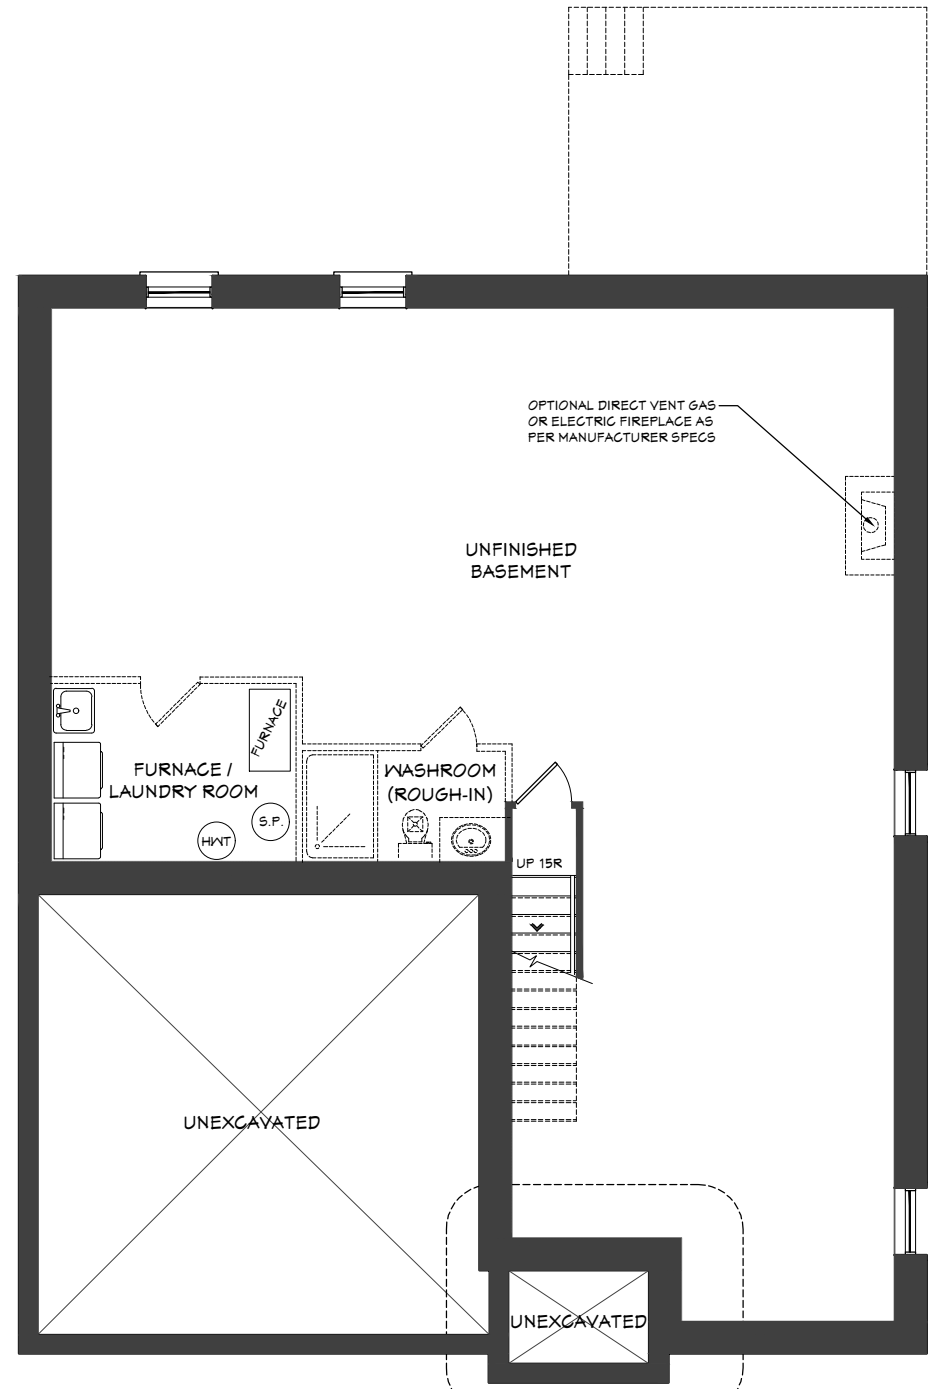 OPTIONAL DIRECT VENT GAS
OR ELECTRIC FIREPLACE AS
PER MANUFACTURER SPECS
UNFINISHED
BASEMENT
FURNACE
FURNACE /
LAUNDRY ROOM
WASHROOM
(ROUGH-IN)
S.P.
HWT
UP 15R
UNEXCAVATED
UNEXCAVATED